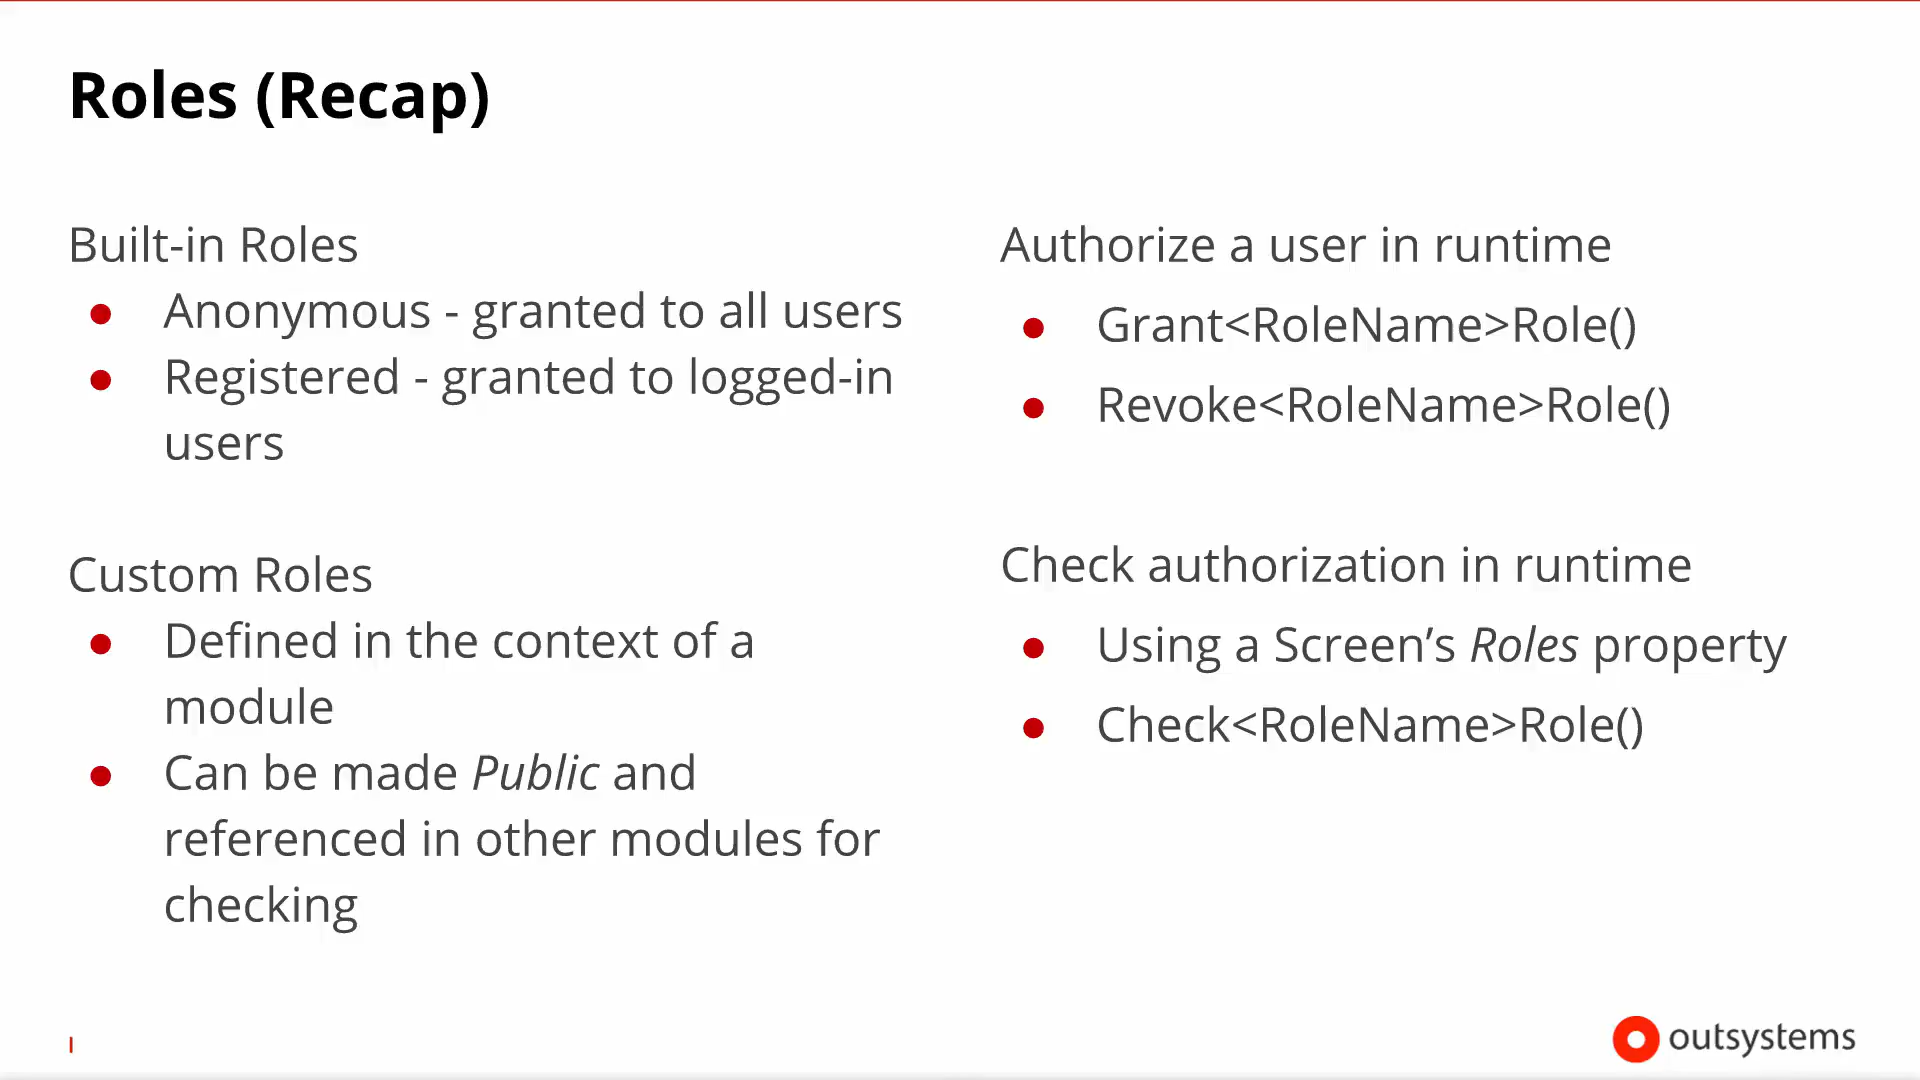 Roles (Recap)
Built-in Roles
● Anonymous - granted to all users
● Registered - granted to logged-in
users
Custom Roles
● Defined in the context of a
module
● Can be made Public and
referenced in other modules for
checking
Authorize a user in runtime
● Grant<RoleName>Role()
● Revoke<RoleName>Role()
Check authorization in runtime
● Using a Screen’s Roles property
● Check<RoleName>Role()
outsystems